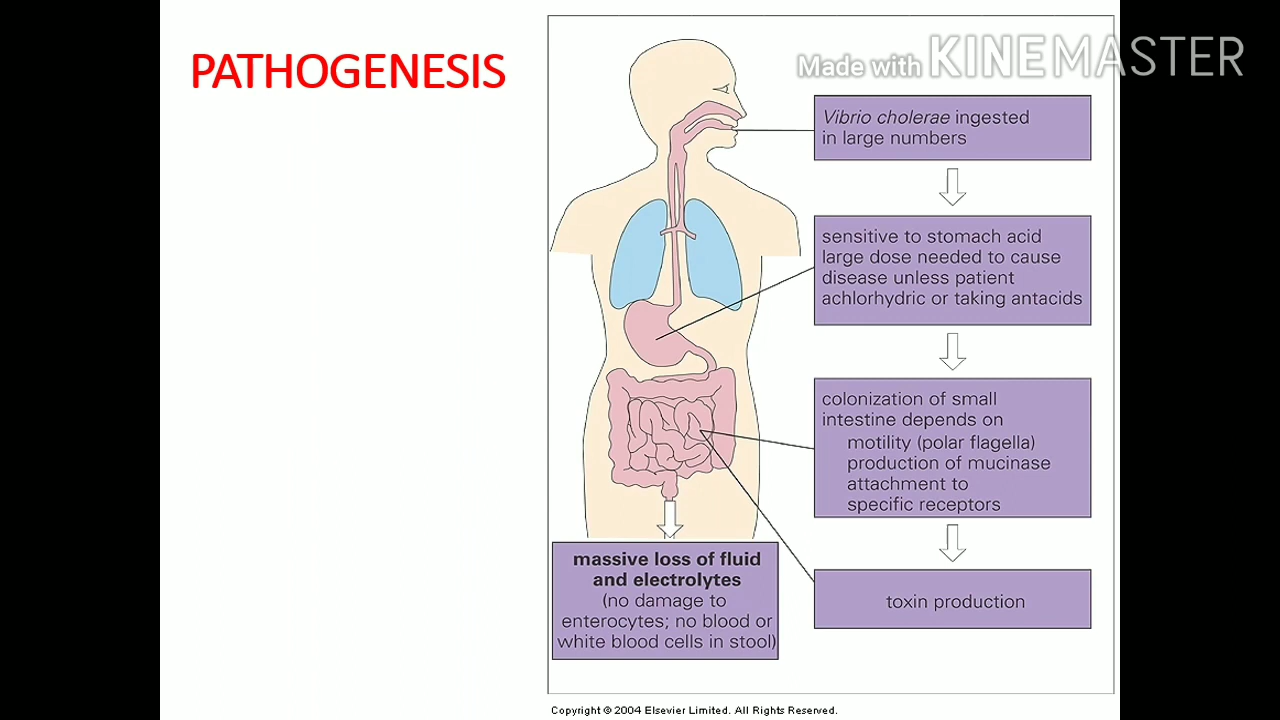 PATHOGENESIS
Made with KINEMASTER
Vibrio cholerae ingested
in large numbers
sensitive to stomach acid
large dose needed to cause
disease unless patient
achlorhydric or taking antacids
colonization of small
intestine depends on
motility (polar flagella)
production of mucinase
attachment to
specific receptors
toxin production
massive loss of fluid
and electrolytes
(no damage to
enterocytes; no blood or
white blood cells in stool)
Copyright © 2004 Elsevier Limited. All Rights Reserved.